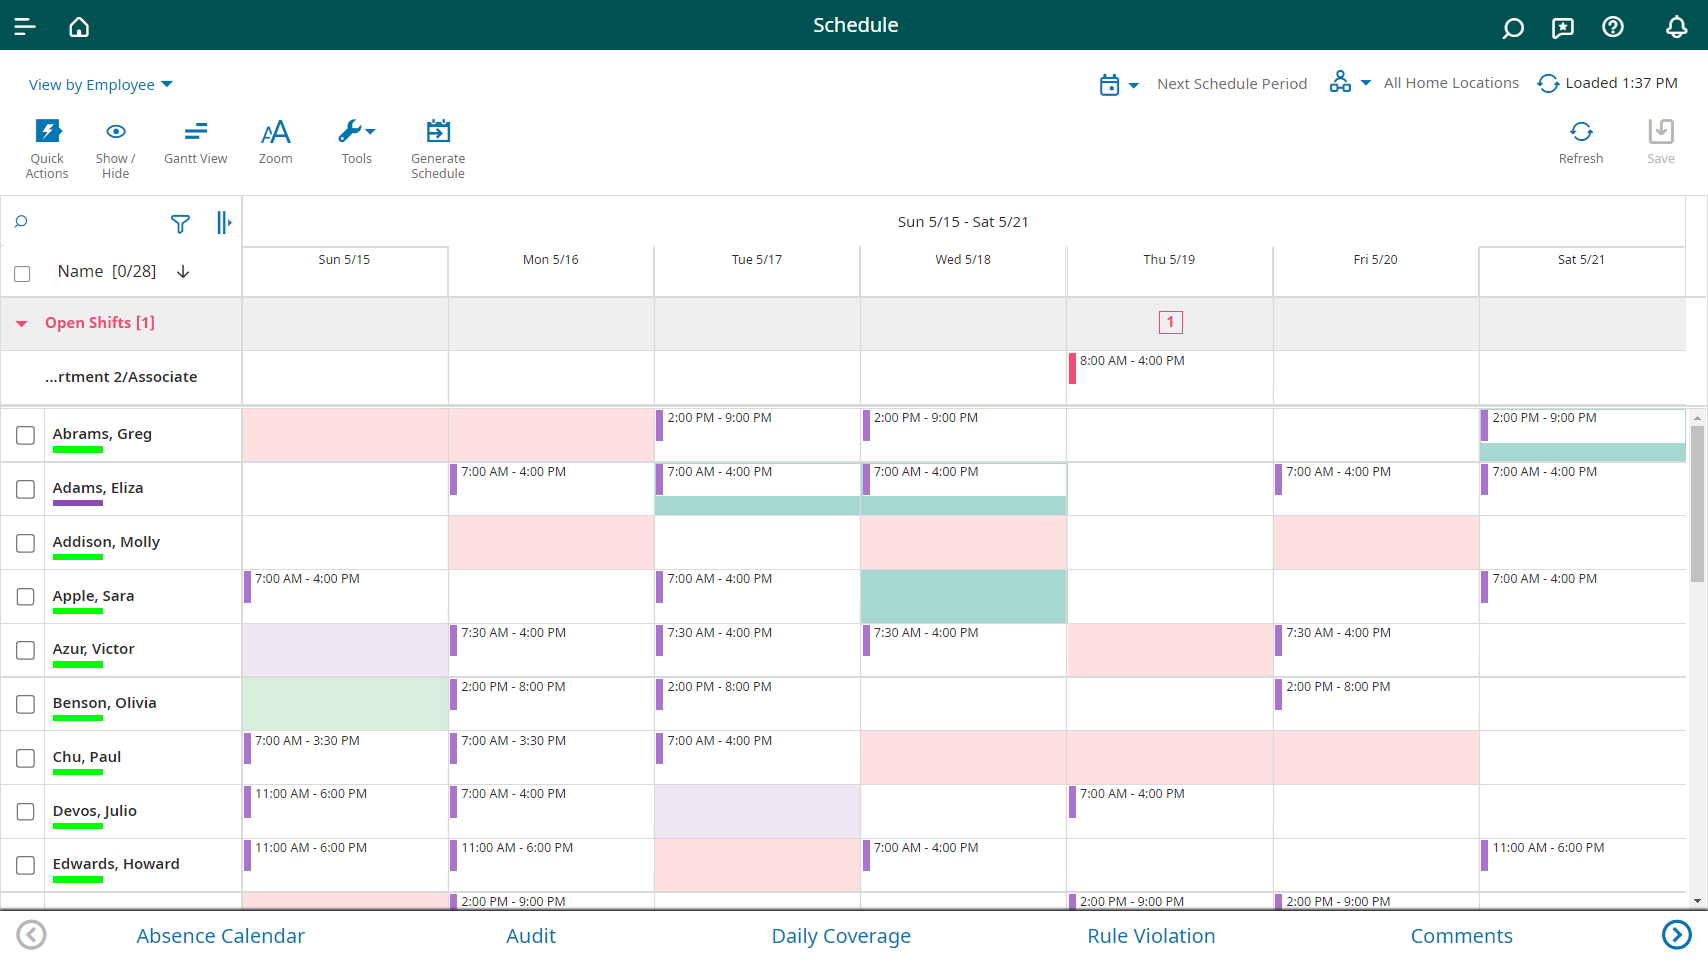 Schedule
View by Employee
Next Schedule Period
All Home Locations
Loaded 1:37 PM
Quick
Actions
Show /
Hide
Gantt View
Zoom
Tools
Generate
Schedule
Refresh
Save
Sun 5/15 - Sat 5/21
Name [0/28]
Sun 5/15 Mon 5/16 Tue 5/17 Wed 5/18 Thu 5/19 Fri 5/20 Sat 5/21
Open Shifts [1] 1
...rtment 2/Associate 8:00 AM - 4:00 PM
Abrams, Greg 2:00 PM - 9:00 PM 2:00 PM - 9:00 PM 2:00 PM - 9:00 PM
Adams, Eliza 7:00 AM - 4:00 PM 7:00 AM - 4:00 PM 7:00 AM - 4:00 PM 7:00 AM - 4:00 PM 7:00 AM - 4:00 PM
Addison, Molly
Apple, Sara 7:00 AM - 4:00 PM 7:00 AM - 4:00 PM 7:00 AM - 4:00 PM
Azur, Victor 7:30 AM - 4:00 PM 7:30 AM - 4:00 PM 7:30 AM - 4:00 PM 7:30 AM - 4:00 PM
Benson, Olivia 2:00 PM - 8:00 PM 2:00 PM - 8:00 PM 2:00 PM - 8:00 PM
Chu, Paul 7:00 AM - 3:30 PM 7:00 AM - 3:30 PM 7:00 AM - 4:00 PM
Devos, Julio 11:00 AM - 6:00 PM 7:00 AM - 4:00 PM 7:00 AM - 4:00 PM
Edwards, Howard 11:00 AM - 6:00 PM 11:00 AM - 6:00 PM 7:00 AM - 4:00 PM 11:00 AM - 6:00 PM
2:00 PM - 9:00 PM 2:00 PM - 9:00 PM 2:00 PM - 9:00 PM
Absence Calendar Audit Daily Coverage Rule Violation Comments